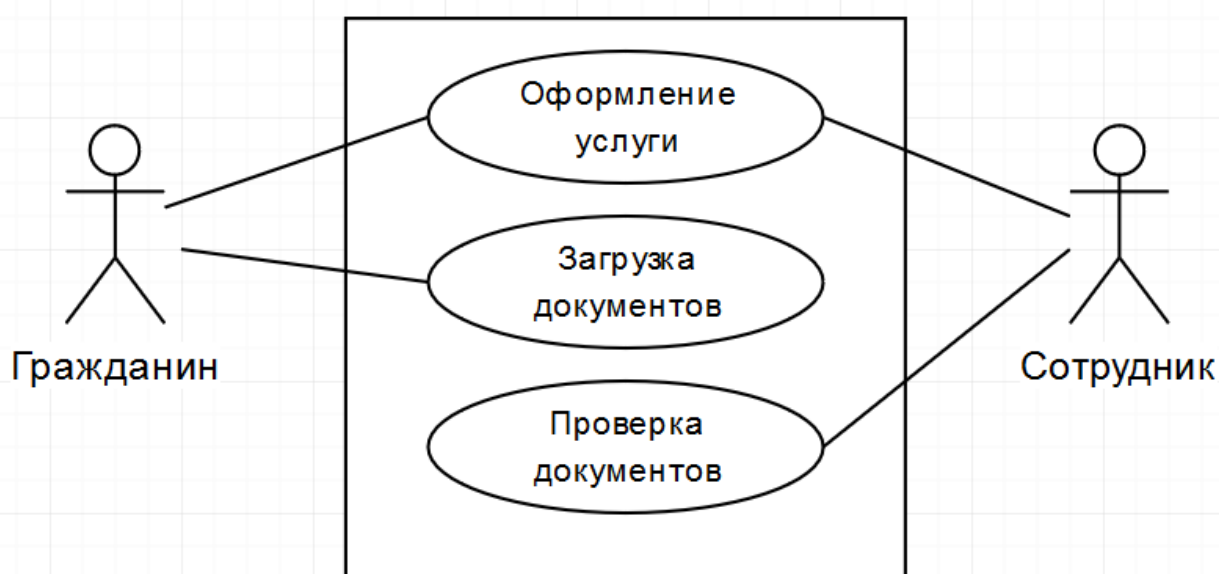 Оформление
услуги
Загрузка
документов
Гражданин
Сотрудник
Проверка
документов